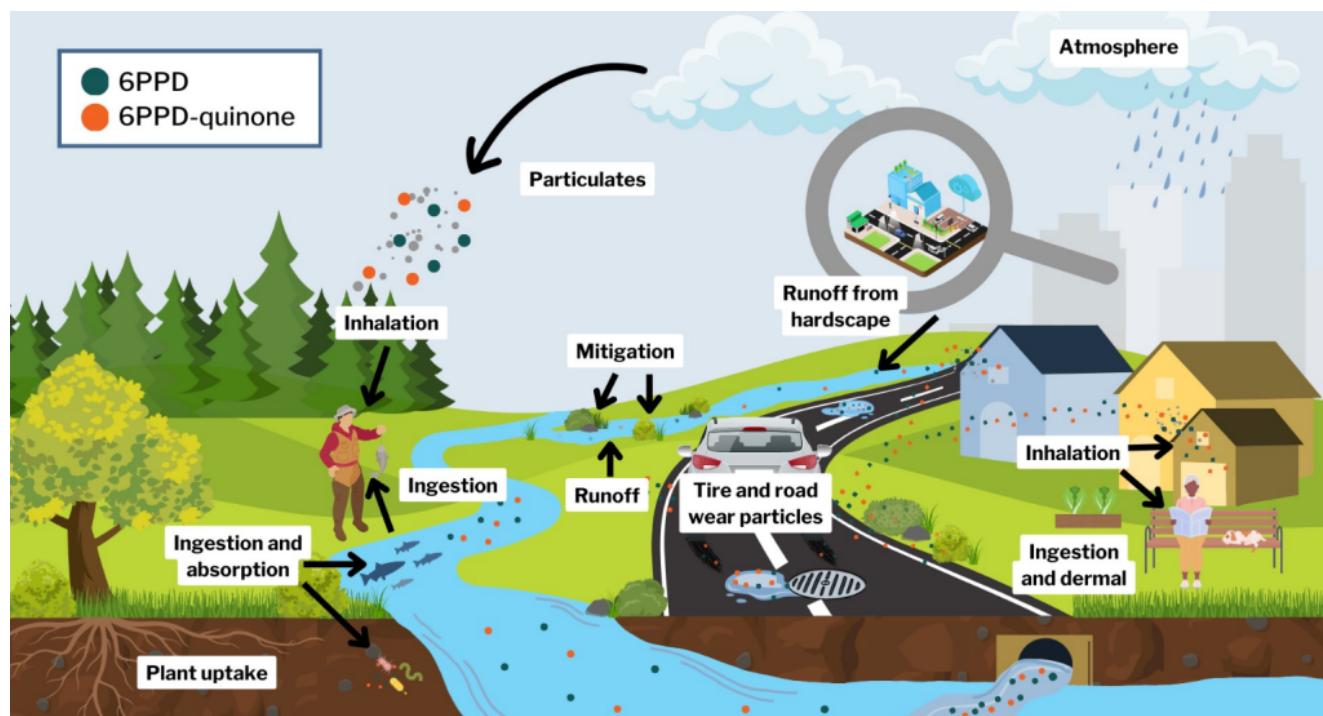 6PPD
6PPD-quinone
Atmosphere
Particulates
Runoff from
hardscape
Inhalation
Mitigation
Inhalation
Ingestion
Runoff
Tire and road
wear particles
Ingestion and
absorption
Ingestion
and dermal
Plant uptake